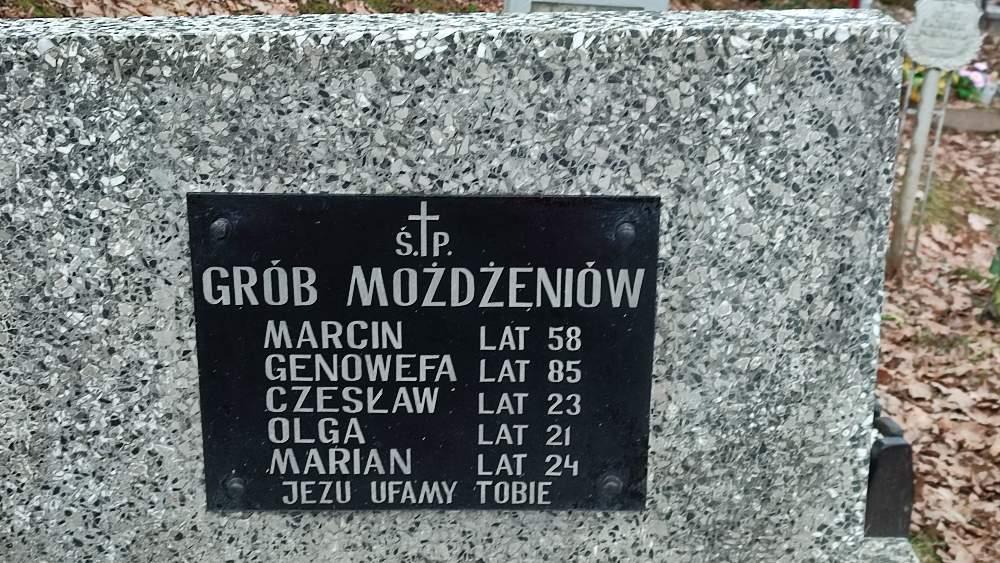 Ś.P.
GRÓB MOŻDŻENIÓW
MARCIN LAT 58
GENOWEFA LAT 85
CZESŁAW LAT 23
OLGA LAT 21
MARIAN LAT 24
JEZU UFAMY TOBIE